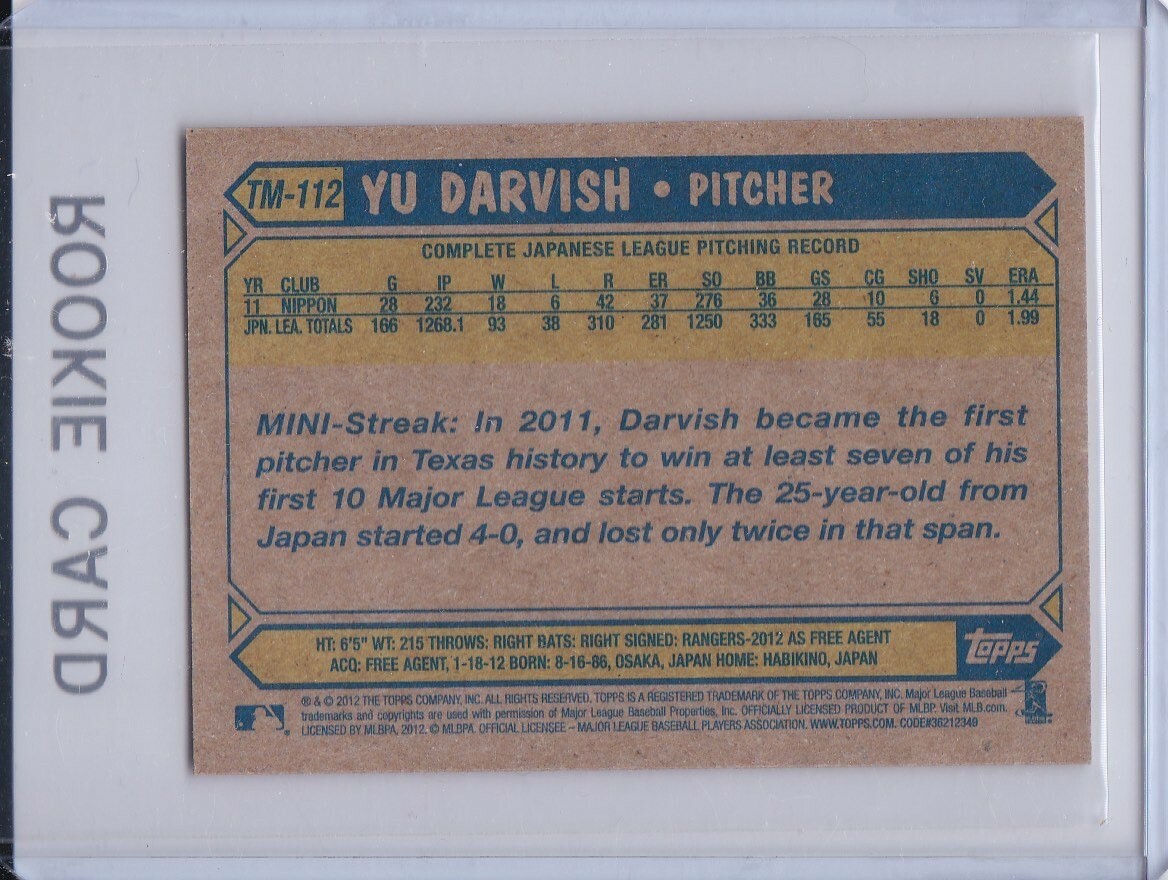 ROOKIE CARD
TM-112 YU DARVISH • PITCHER
COMPLETE JAPANESE LEAGUE PITCHING RECORD
YR CLUB G IP W L R ER SO BB GS CG SHO SV ERA
11 NIPPON 28 232 18 6 42 37 276 36 28 10 6 0 1.44
JPN. LEA. TOTALS 166 1268.1 93 38 310 281 1250 333 165 55 18 0 1.99
MINI-Streak: In 2011, Darvish became the first
pitcher in Texas history to win at least seven of his
first 10 Major League starts. The 25-year-old from
Japan started 4-0, and lost only twice in that span.
HT: 6'5" WT: 215 THROWS: RIGHT BATS: RIGHT SIGNED: RANGERS-2012 AS FREE AGENT
ACQ: FREE AGENT, 1-18-12 BORN: 8-16-86, OSAKA, JAPAN HOME: HABIKINO, JAPAN
Topps
® & © 2012 THE TOPPS COMPANY, INC. ALL RIGHTS RESERVED. TOPPS IS A REGISTERED TRADEMARK OF THE TOPPS COMPANY, INC. Major League Baseball
trademarks and copyrights are used with permission of Major League Baseball Properties, Inc. OFFICIALLY LICENSED PRODUCT OF MLBP. Visit MLB.com.
LICENSED BY MLBPA, 2012. © MLBPA. OFFICIAL LICENSEE – MAJOR LEAGUE BASEBALL PLAYERS ASSOCIATION. WWW.TOPPS.COM. CODE#36212349